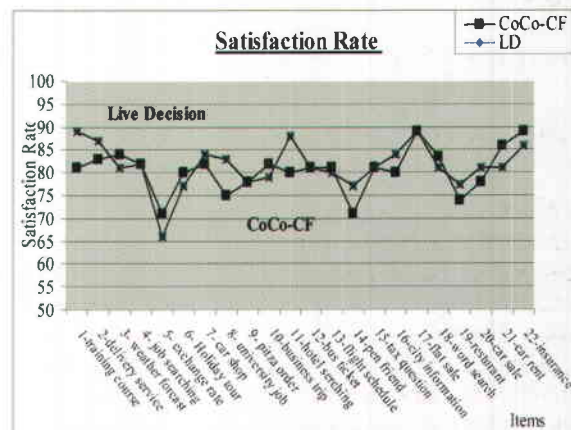 Satisfaction Rate
CoCo-CF
LD
Satisfaction Rate
100
95
90
85
80
75
70
65
60
55
50
Live Decision
CoCo-CF
1-training course
2-delivery service
3- weather forcast
4- job searching
5- exchange rate
6- Holiday tour
7- car shop
8- university job
9- pizza order
10-business trip
11-hotel serching
12-bus ticket
13- flight schedule
14-pen friend
15-tax question
16-city information
17-flat sale
18-word search
19-resturant
20-car sale
21-car rent
22-insurance
Items